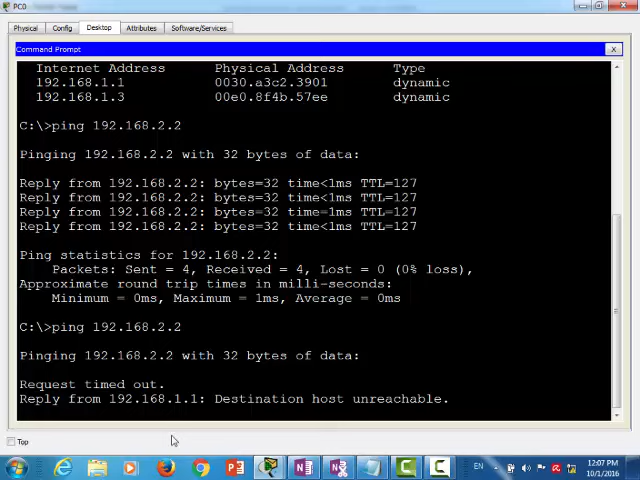 PC0
Physical Config Desktop Attributes Software/Services
Command Prompt X
Internet Address Physical Address Type
192.168.1.1 0030.a3c2.3901 dynamic
192.168.1.3 00e0.8f4b.57ee dynamic
C:\>ping 192.168.2.2
Pinging 192.168.2.2 with 32 bytes of data:
Reply from 192.168.2.2: bytes=32 time<1ms TTL=127
Reply from 192.168.2.2: bytes=32 time<1ms TTL=127
Reply from 192.168.2.2: bytes=32 time<1ms TTL=127
Reply from 192.168.2.2: bytes=32 time<1ms TTL=127
Ping statistics for 192.168.2.2:
Packets: Sent = 4, Received = 4, Lost = 0 (0% loss),
Approximate round trip times in milli-seconds:
Minimum = 0ms, Maximum = 1ms, Average = 0ms
C:\>ping 192.168.2.2
Pinging 192.168.2.2 with 32 bytes of data:
Request timed out.
Reply from 192.168.1.1: Destination host unreachable.
Top
EN 12:07 PM
10/1/2016